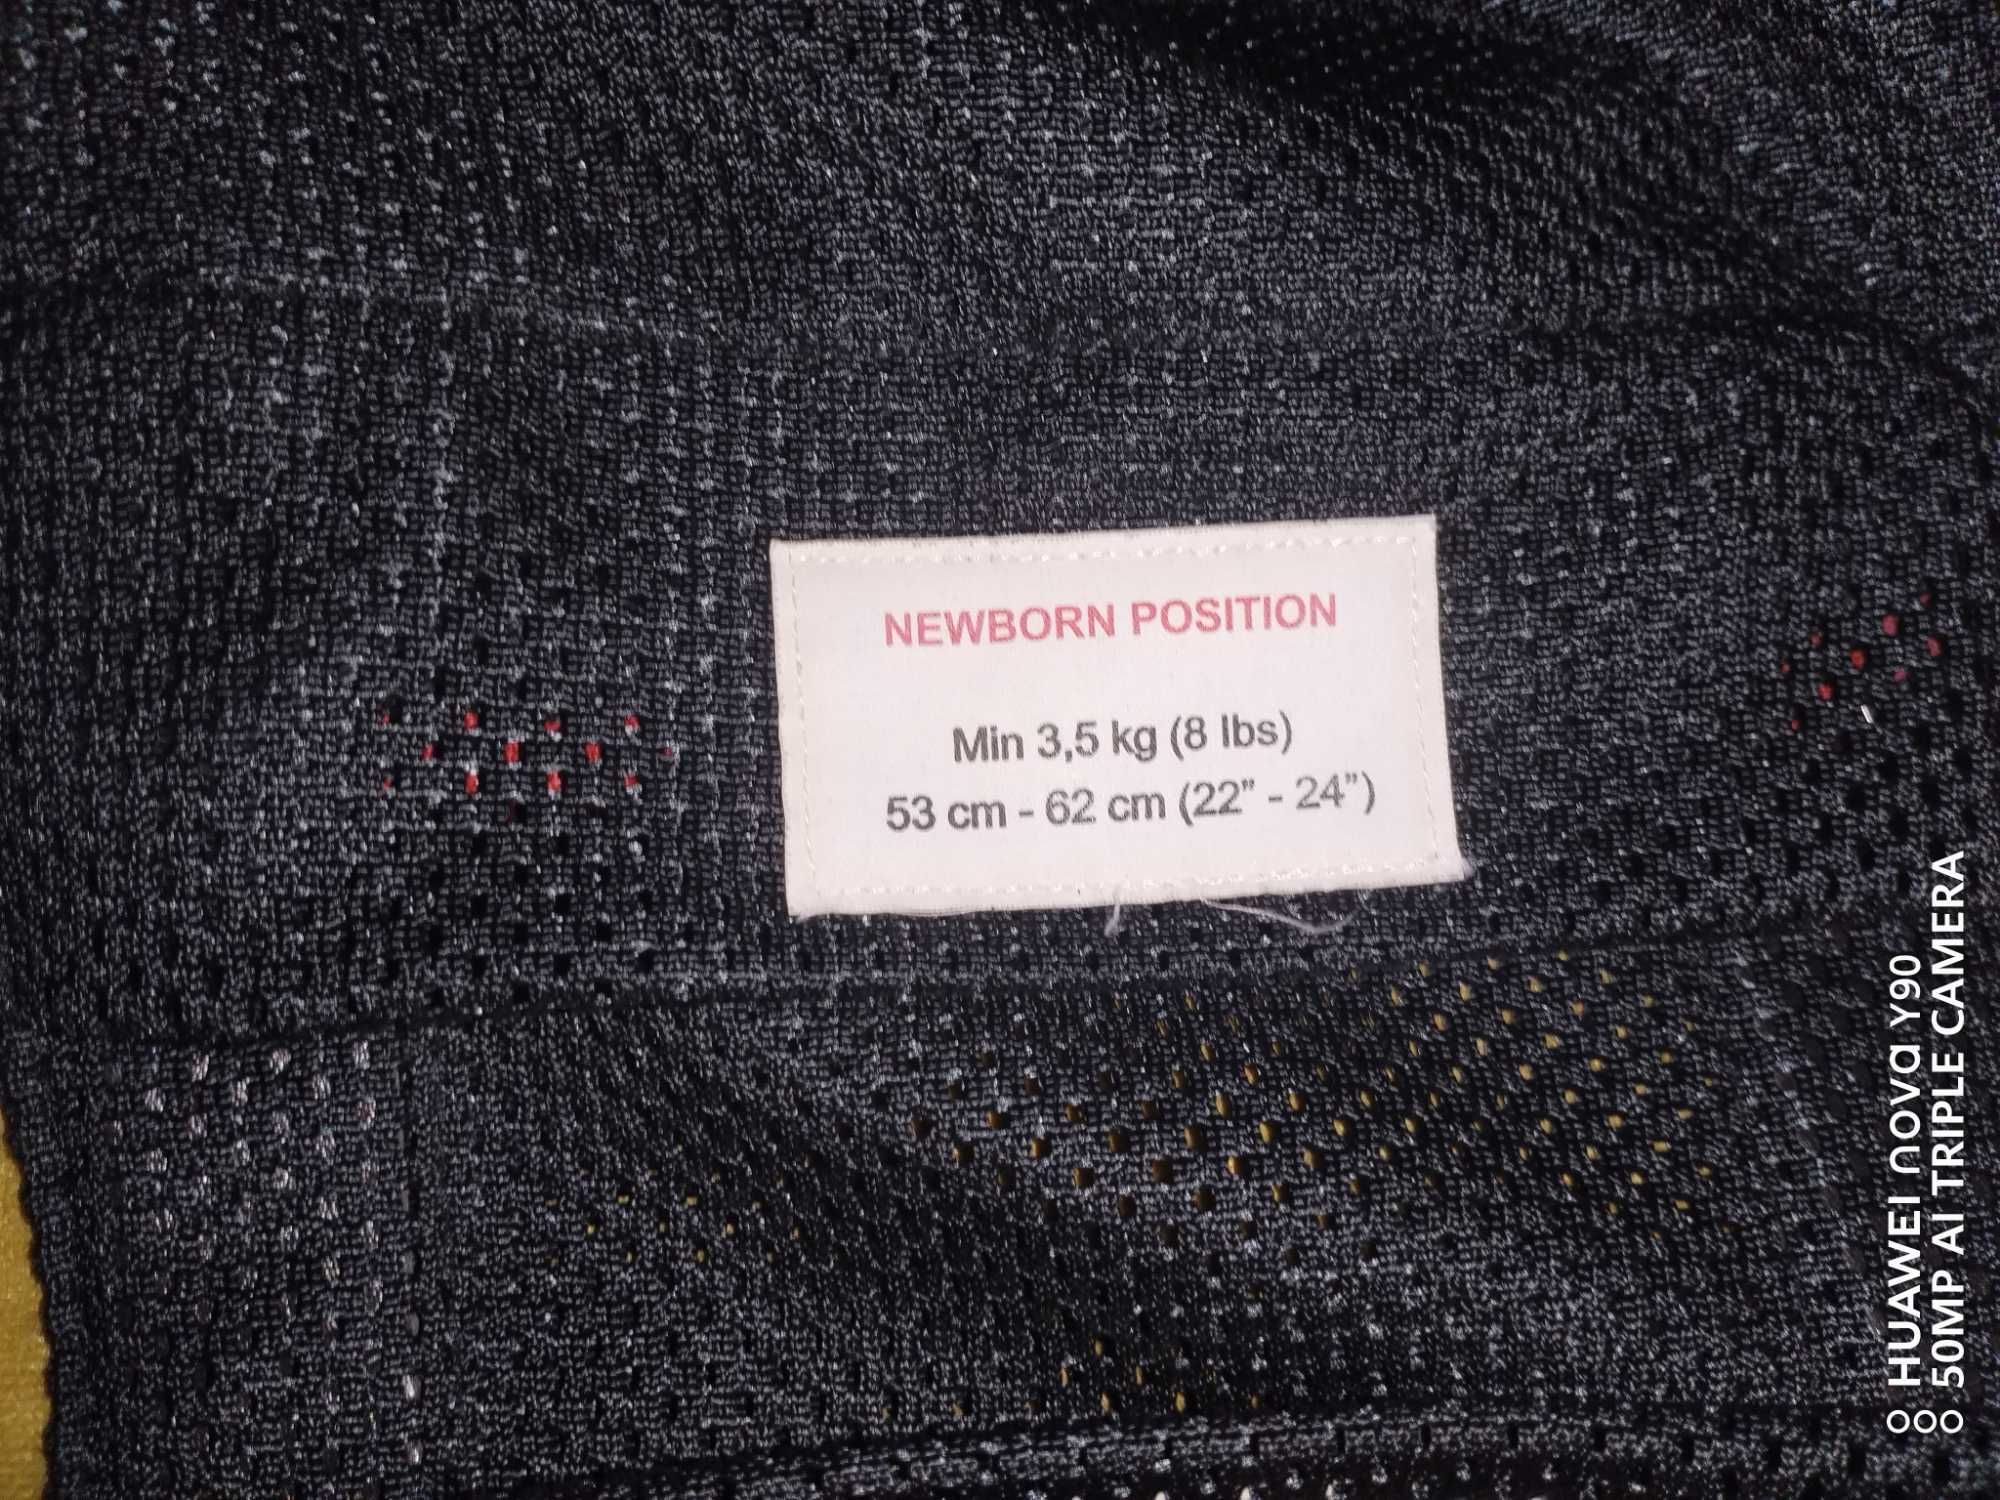 NEWBORN POSITION
Min 3,5 kg (8 lbs)
53 cm - 62 cm (22” - 24”)
HUAWEI nova Y90
50MP AI TRIPLE CAMERA